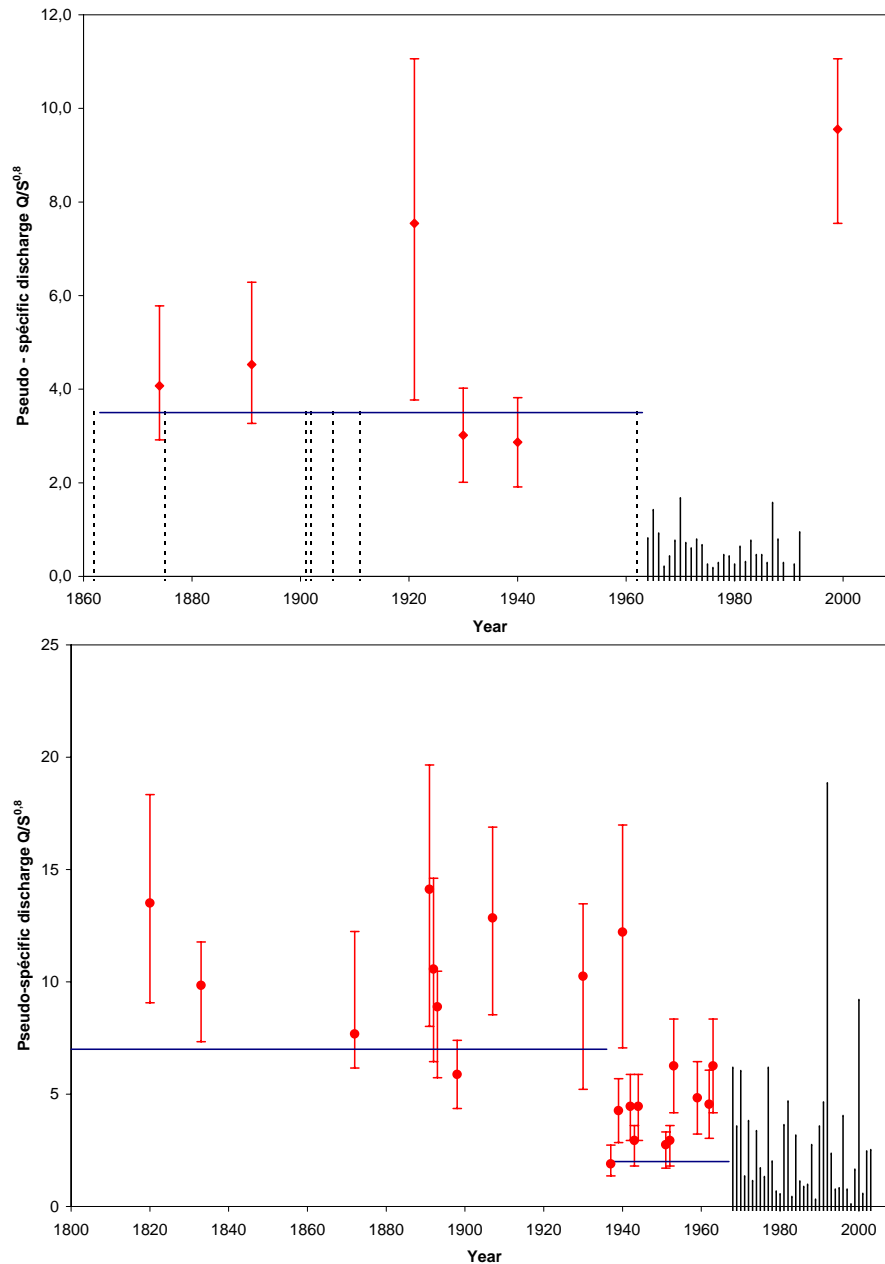 12,0
10,0
8,0
6,0
4,0
2,0
0,0
Pseudo - spécific discharge Q/S0,8
1860 1880 1900 1920 1940 1960 1980 2000
Year
25
20
15
10
5
0
Pseudo-spécific discharge Q/S0,8
1800 1820 1840 1860 1880 1900 1920 1940 1960 1980 2000
Year